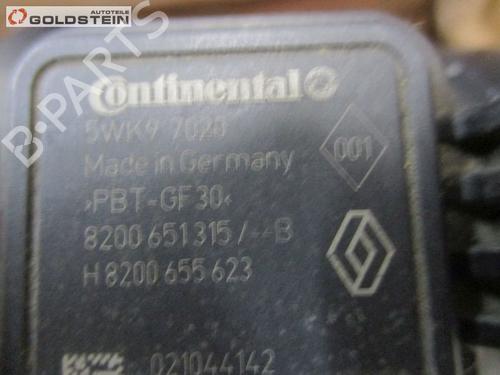 AUTOTEILE
GOLDSTEIN
B-PARTS
Continental
5WK9 7020
Made in Germany
001
›PBT-GF30‹
8200 651 315 / --B
H 8200 655 623
021044142